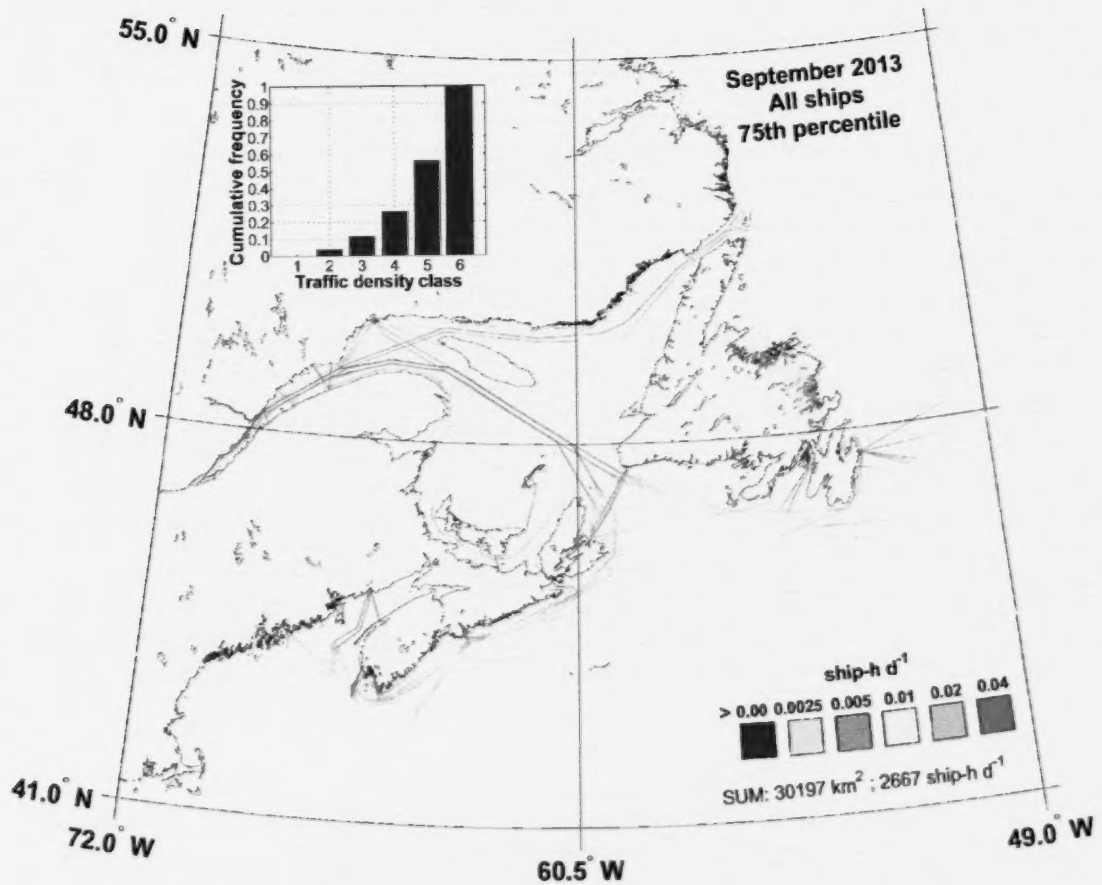 55.0° N
September 2013
All ships
75th percentile
Cumulative frequency
1
0.9
0.8
0.7
0.6
0.5
0.4
0.3
0.2
0.1
0
1 2 3 4 5 6
Traffic density class
48.0° N
ship-h d⁻¹
> 0.00 0.0025 0.005 0.01 0.02 0.04
SUM: 30197 km² ; 2667 ship-h d⁻¹
41.0° N
72.0° W
60.5° W
49.0° W